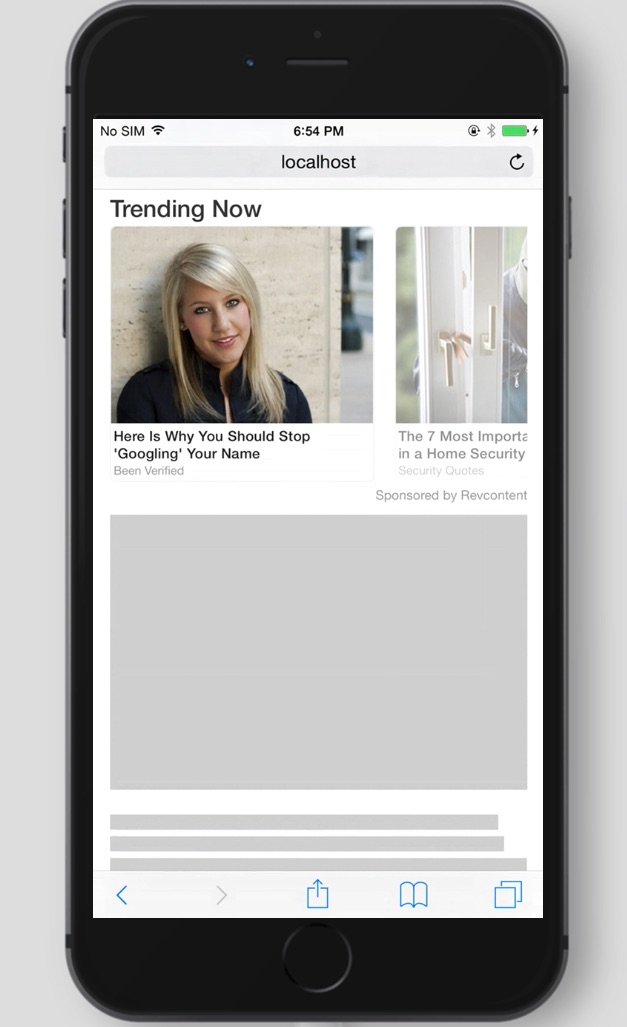 No SIM 6:54 PM
localhost
Trending Now
Here Is Why You Should Stop
'Googling' Your Name
Been Verified
The 7 Most Importa
in a Home Security
Security Quotes
Sponsored by Revcontent